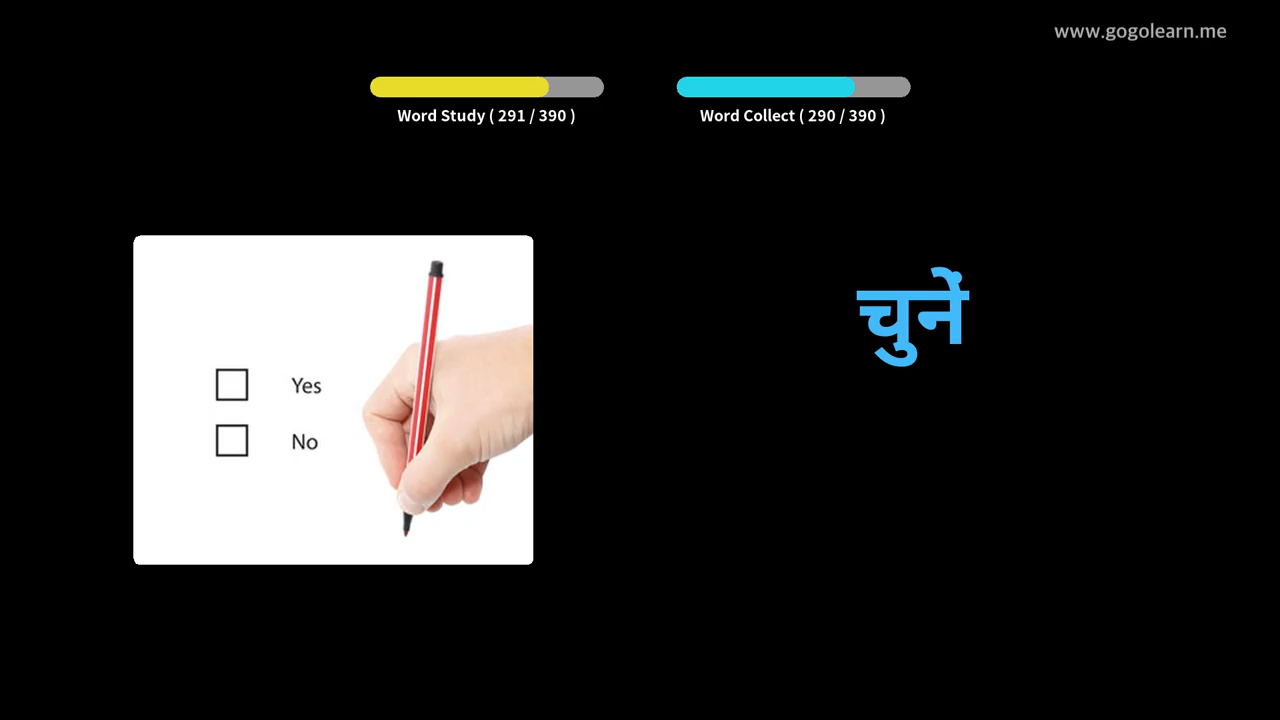 www.gogolearn.me
Word Study ( 291 / 390 )
Word Collect ( 290 / 390 )
चुनें
Yes
No